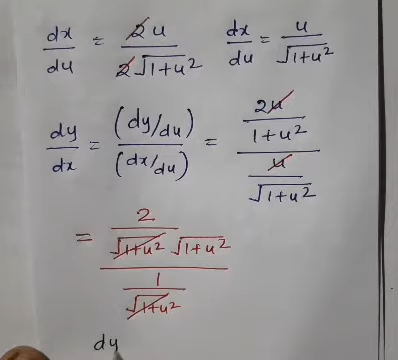 dx/du = 2u/2√1+u² dx/du = u/√1+u²
dy/dx = (dy/du)/(dx/du) = (2u/1+u²)/(u/√1+u²)
= (2/√1+u² √1+u²)/(1/√1+u²)
dy